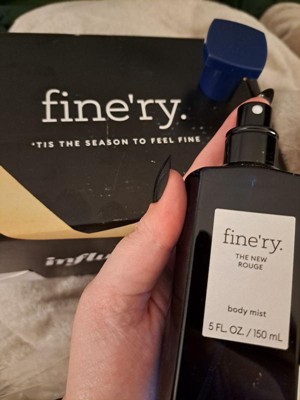 fine'ry.
'TIS THE SEASON TO FEEL FINE
fine'ry.
THE NEW
ROUGE
body mist
5 FL. OZ. / 150 mL